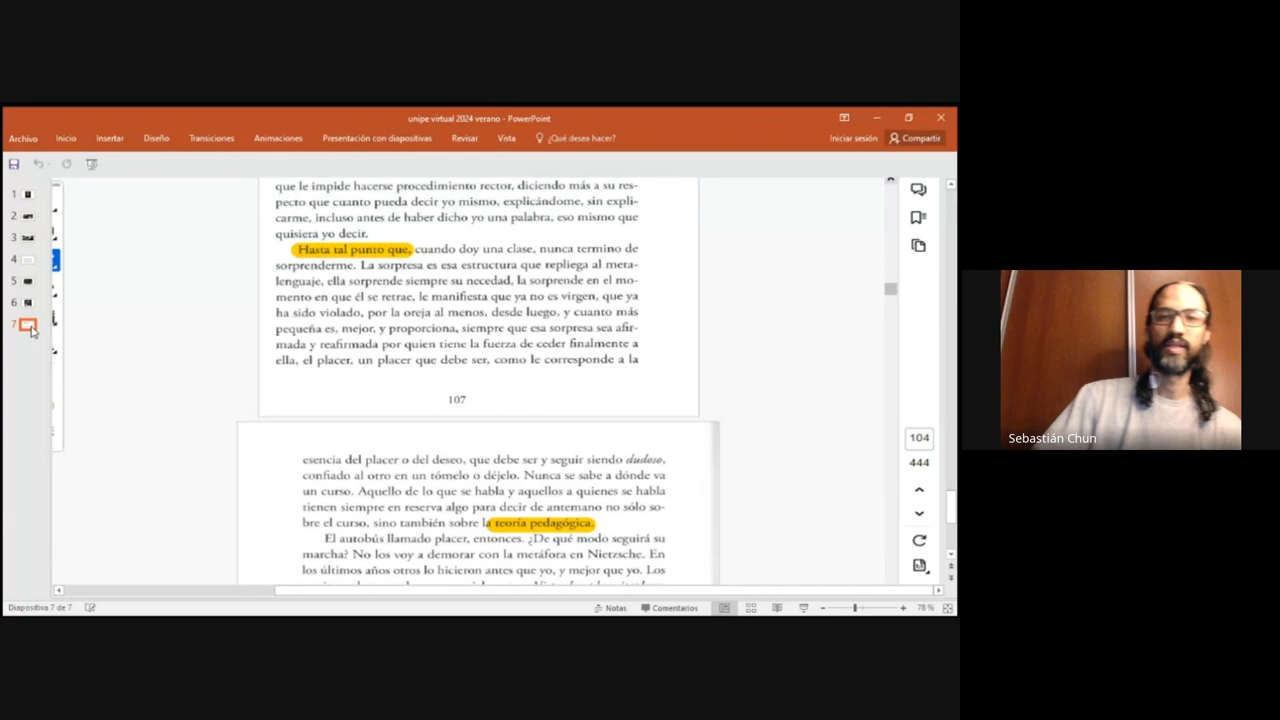 unipe virtual 2024 verano - PowerPoint
Archivo Inicio Insertar Diseño Transiciones Animaciones Presentación con diapositivas Revisar Vista ¿Qué desea hacer? Iniciar sesión Compartir
1
2
3
4
5
6
7
que le impide hacerse procedimiento rector, diciendo más a su res-
pecto que cuanto pueda decir yo mismo, explicándome, sin expli-
carme, incluso antes de haber dicho yo una palabra, eso mismo que
quisiera yo decir.
Hasta tal punto que, cuando doy una clase, nunca termino de
sorprenderme. La sorpresa es esa estructura que repliega al meta-
lenguaje, ella sorprende siempre su necedad, la sorprende en el mo-
mento en que él se retrae, le manifiesta que ya no es virgen, que ya
ha sido violado, por la oreja al menos, desde luego, y cuanto más
pequeña es, mejor, y proporciona, siempre que esa sorpresa sea afir-
mada y reafirmada por quien tiene la fuerza de ceder finalmente a
ella, el placer, un placer que debe ser, como le corresponde a la
107
esencia del placer o del deseo, que debe ser y seguir siendo dudoso,
confiado al otro en un tómelo o déjelo. Nunca se sabe a dónde va
un curso. Aquello de lo que se habla y aquellos a quienes se habla
tienen siempre en reserva algo para decir de antemano no sólo so-
bre el curso, sino también sobre la teoría pedagógica.
El autobús llamado placer, entonces. ¿De qué modo seguirá su
marcha? No los voy a demorar con la metáfora en Nietzsche. En
los últimos años otros lo hicieron antes que yo, y mejor que yo. Los
104
444
Diapositiva 7 de 7 Notas Comentarios 78 %
Sebastián Chun